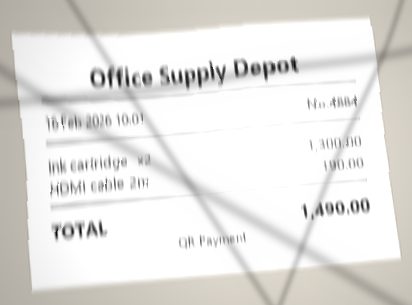 Office Supply Depot
16 Feb 2026 10:01 No.4884
Ink cartridge x2 1,300.00
HDMI cable 2m 190.00
TOTAL 1,490.00
QR Payment